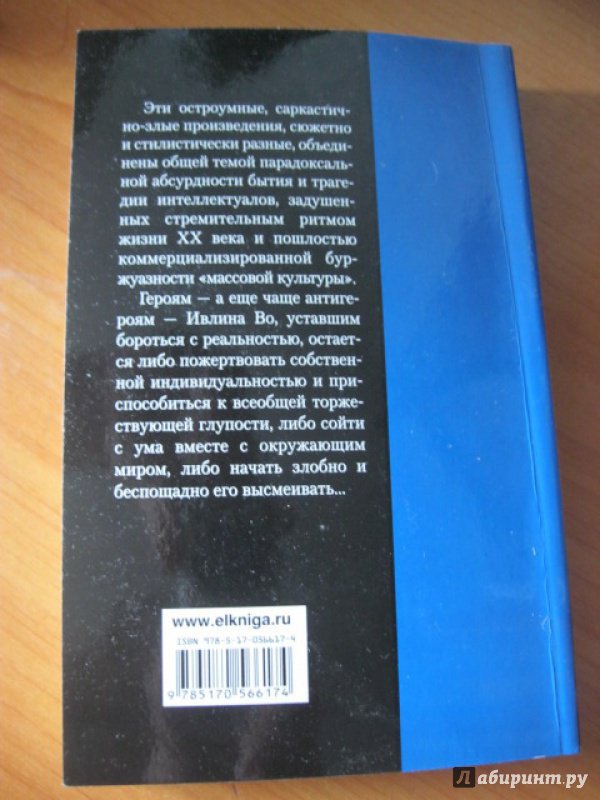 Эти остроумные, саркастич-
но-злые произведения, сюжетно
и стилистически разные, объеди-
нены общей темой парадоксаль-
ной абсурдности бытия и траге-
дии интеллектуалов, задушен-
ных стремительным ритмом
жизни XX века и пошлостью
коммерциализированной бур-
жуазности «массовой культуры».
Героям — а еще чаще антиге-
роям — Ивлина Во, уставшим
бороться с реальностью, остает-
ся либо пожертвовать собствен-
ной индивидуальностью и при-
способиться к всеобщей торже-
ствующей глупости, либо сойти
с ума вместе с окружающим
миром, либо начать злобно и
беспощадно его высмеивать...
www.elkniga.ru
ISBN 978-5-17-056617-4
9 785170 566174
Лабиринт.ру